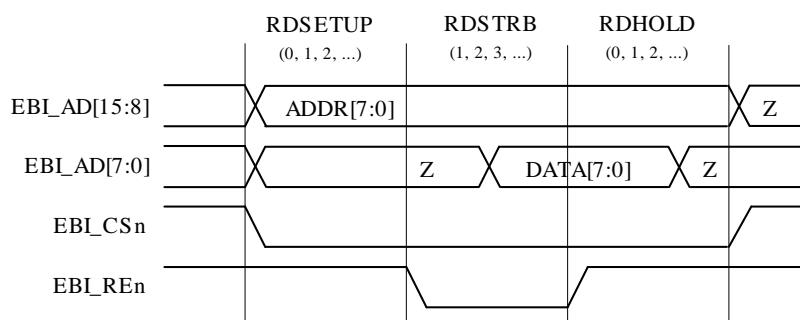 RDSETUP RDSTRB RDHOLD
(0, 1, 2, ...) (1, 2, 3, ...) (0, 1, 2, ...)
EBI_AD[15:8] ADDR[7:0] Z
EBI_AD[7:0] Z DATA[7:0] Z
EBI_CSn
EBI_REn